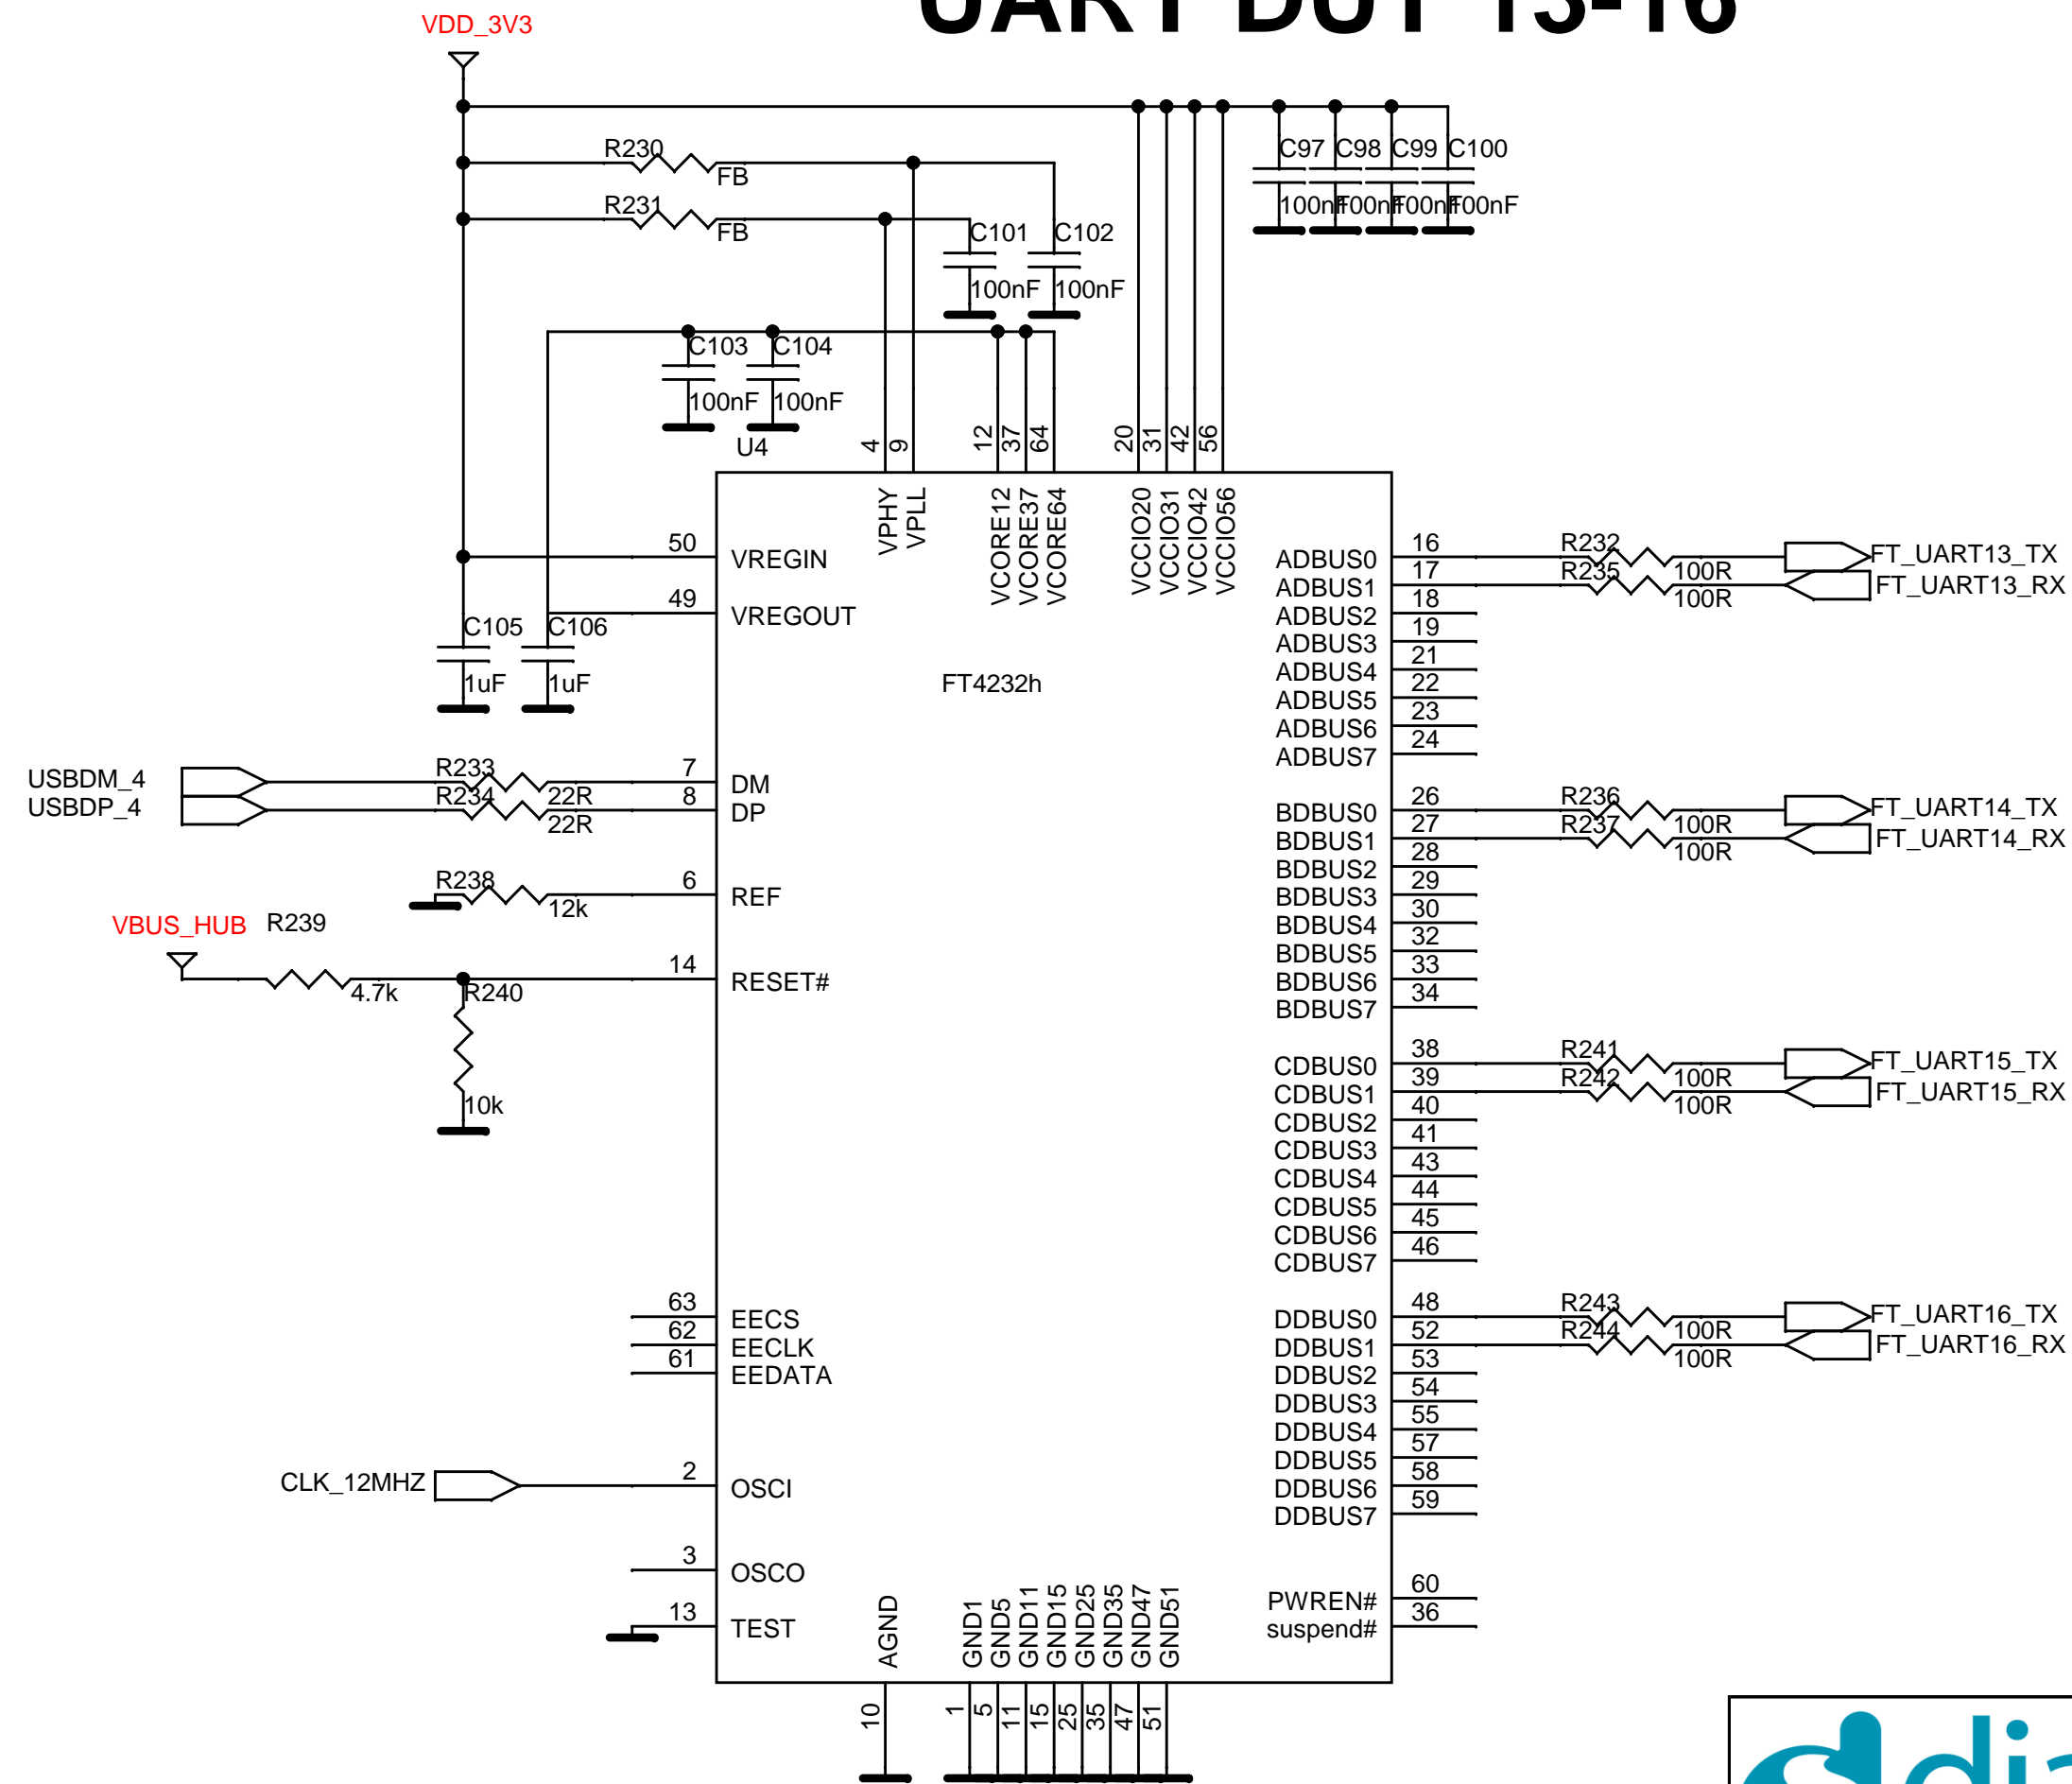 UART DUT 13-16
VDD_3V3
R230
FB
R231
FB
C97 C98 C99 C100
100nF 100nF 100nF 100nF
C101 C102
100nF 100nF
C103 C104
100nF 100nF
U4
4 9 12 37 64 20 31 42 56
VPHY VPLL VCORE12 VCORE37 VCORE64 VCCIO20 VCCIO31 VCCIO42 VCCIO56
50 VREGIN
49 VREGOUT
C105 C106
1uF 1uF
FT4232h
USBDM_4 R233 22R 7 DM
USBDP_4 R234 22R 8 DP
R238 12k 6 REF
VBUS_HUB R239 4.7k 14 RESET#
R240
10k
63 EECS
62 EECLK
61 EEDATA
CLK_12MHZ 2 OSCI
3 OSCO
13 TEST
ADBUS0 16 R232 100R FT_UART13_TX
ADBUS1 17 R235 100R FT_UART13_RX
ADBUS2 18
ADBUS3 19
ADBUS4 21
ADBUS5 22
ADBUS6 23
ADBUS7 24
BDBUS0 26 R236 100R FT_UART14_TX
BDBUS1 27 R237 100R FT_UART14_RX
BDBUS2 28
BDBUS3 29
BDBUS4 30
BDBUS5 32
BDBUS6 33
BDBUS7 34
CDBUS0 38 R241 100R FT_UART15_TX
CDBUS1 39 R242 100R FT_UART15_RX
CDBUS2 40
CDBUS3 41
CDBUS4 43
CDBUS5 44
CDBUS6 45
CDBUS7 46
DDBUS0 48 R243 100R FT_UART16_TX
DDBUS1 52 R244 100R FT_UART16_RX
DDBUS2 53
DDBUS3 54
DDBUS4 55
DDBUS5 57
DDBUS6 58
DDBUS7 59
PWREN# 60
suspend# 36
AGND GND1 GND5 GND11 GND15 GND25 GND35 GND47 GND51
10 1 5 11 15 25 35 47 51